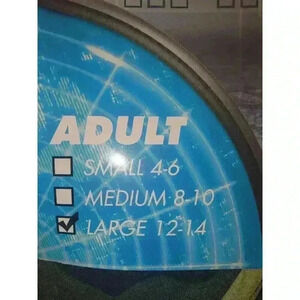 ADULT
SMALL 4-6
MEDIUM 8-10
LARGE 12-14